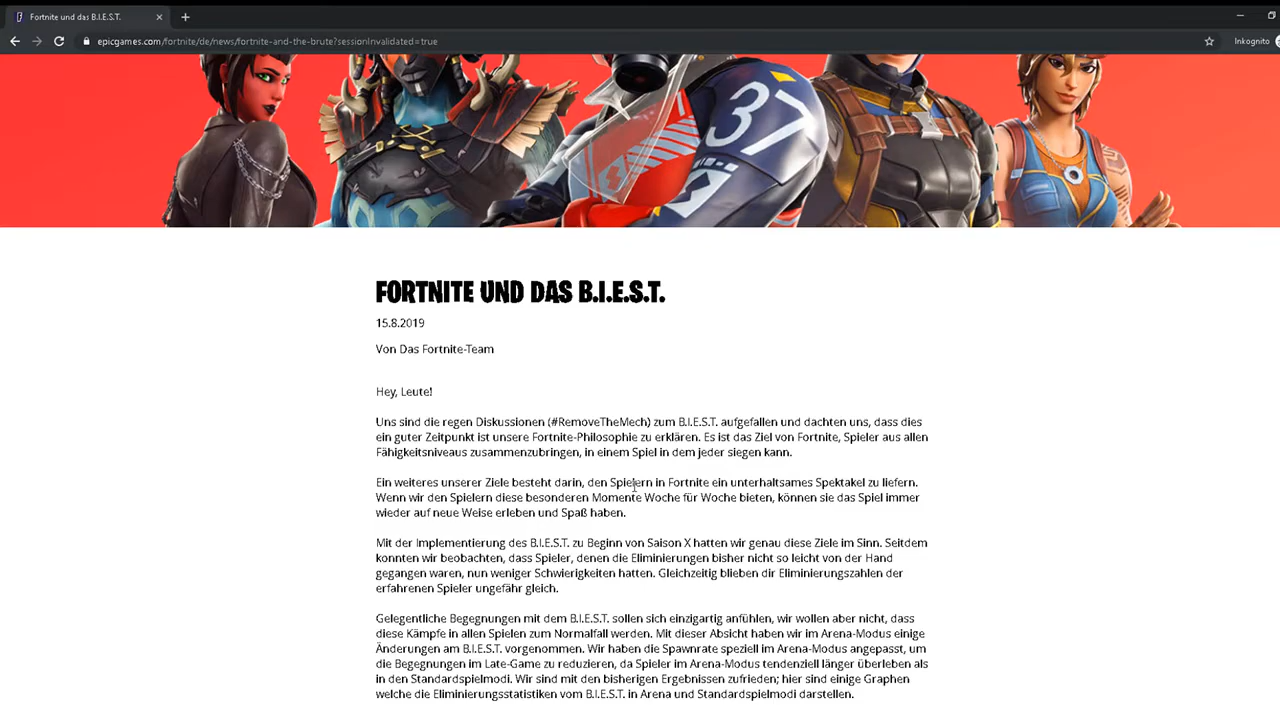 Fortnite und das B.I.E.S.T.
epicgames.com/fortnite/de/news/fortnite-and-the-brute?sessionInvalidated=true
Inkognito
37
FORTNITE UND DAS B.I.E.S.T.
15.8.2019
Von Das Fortnite-Team
Hey, Leute!
Uns sind die regen Diskussionen (#RemoveTheMech) zum B.I.E.S.T. aufgefallen und dachten uns, dass dies
ein guter Zeitpunkt ist unsere Fortnite-Philosophie zu erklären. Es ist das Ziel von Fortnite, Spieler aus allen
Fähigkeitsniveaus zusammenzubringen, in einem Spiel in dem jeder siegen kann.
Ein weiteres unserer Ziele besteht darin, den Spielern in Fortnite ein unterhaltsames Spektakel zu liefern.
Wenn wir den Spielern diese besonderen Momente Woche für Woche bieten, können sie das Spiel immer
wieder auf neue Weise erleben und Spaß haben.
Mit der Implementierung des B.I.E.S.T. zu Beginn von Saison X hatten wir genau diese Ziele im Sinn. Seitdem
konnten wir beobachten, dass Spieler, denen die Eliminierungen bisher nicht so leicht von der Hand
gegangen waren, nun weniger Schwierigkeiten hatten. Gleichzeitig blieben dir Eliminierungszahlen der
erfahrenen Spieler ungefähr gleich.
Gelegentliche Begegnungen mit dem B.I.E.S.T. sollen sich einzigartig anfühlen, wir wollen aber nicht, dass
diese Kämpfe in allen Spielen zum Normalfall werden. Mit dieser Absicht haben wir im Arena-Modus einige
Änderungen am B.I.E.S.T. vorgenommen. Wir haben die Spawnrate speziell im Arena-Modus angepasst, um
die Begegnungen im Late-Game zu reduzieren, da Spieler im Arena-Modus tendenziell länger überleben als
in den Standardspielmodi. Wir sind mit den bisherigen Ergebnissen zufrieden; hier sind einige Graphen
welche die Eliminierungsstatistiken vom B.I.E.S.T. in Arena und Standardspielmodi darstellen.